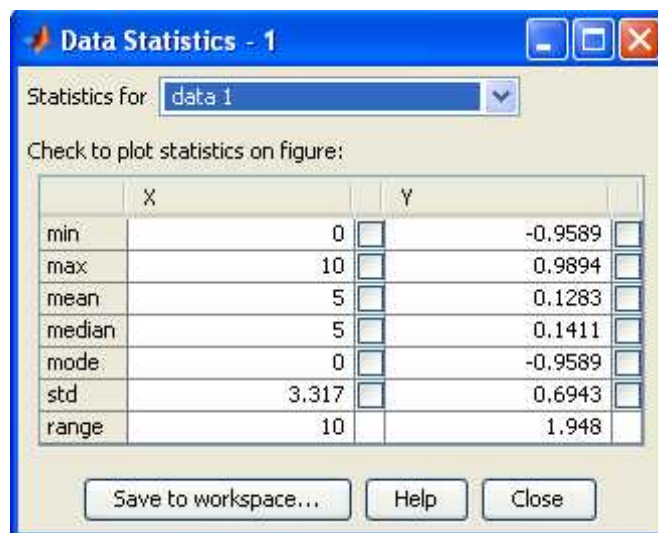 Data Statistics - 1
Statistics for data 1
Check to plot statistics on figure:
X Y
min 0 -0.9589
max 10 0.9894
mean 5 0.1283
median 5 0.1411
mode 0 -0.9589
std 3.317 0.6943
range 10 1.948
Save to workspace... Help Close